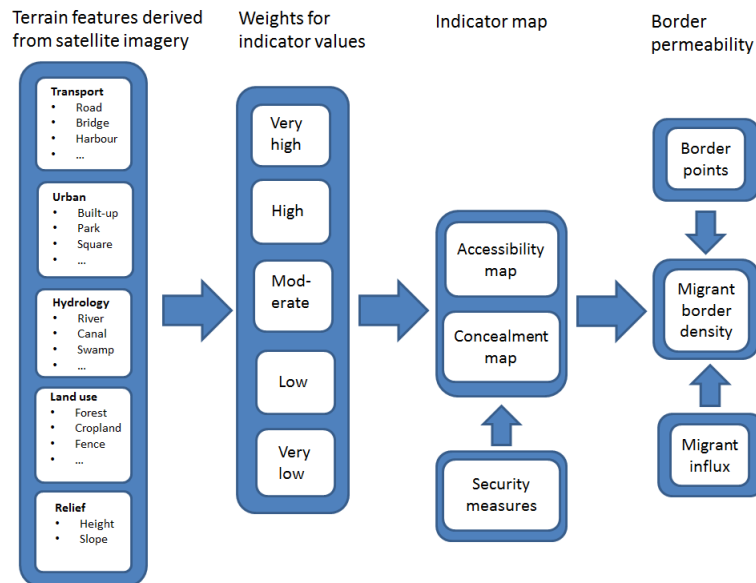 Terrain features derived
from satellite imagery
Transport
• Road
• Bridge
• Harbour
• ...
Urban
• Built-up
• Park
• Square
• ...
Hydrology
• River
• Canal
• Swamp
• ...
Land use
• Forest
• Cropland
• Fence
• ...
Relief
• Height
• Slope
Weights for
indicator values
Very
high
High
Mod-
erate
Low
Very
low
Indicator map
Accessibility
map
Concealment
map
Security
measures
Border
permeability
Border
points
Migrant
border
density
Migrant
influx